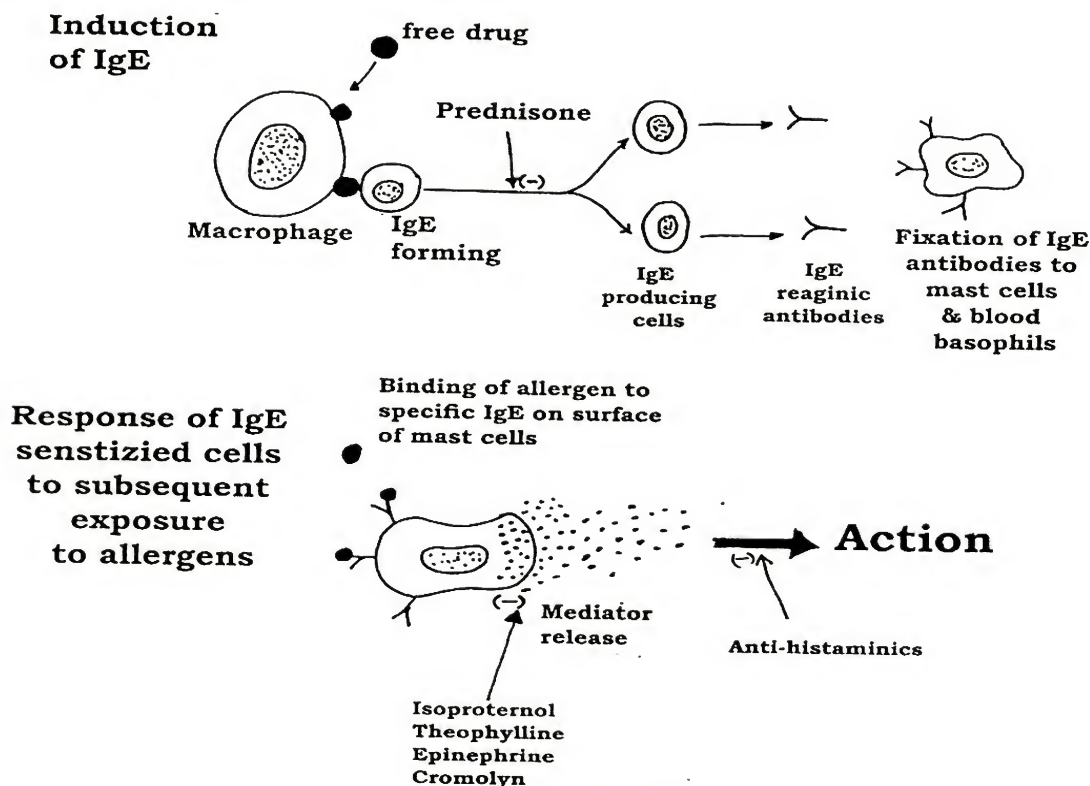 Induction
of IgE
free drug
Prednisone
(-)
Macrophage
IgE
forming
IgE
producing
cells
IgE
reaginic
antibodies
Fixation of IgE
antibodies to
mast cells
& blood
basophils
Response of IgE
senstizied cells
to subsequent
exposure
to allergens
Binding of allergen to
specific IgE on surface
of mast cells
(-)
Mediator
release
Isoproternol
Theophylline
Epinephrine
Cromolyn
(-)
Action
Anti-histaminics